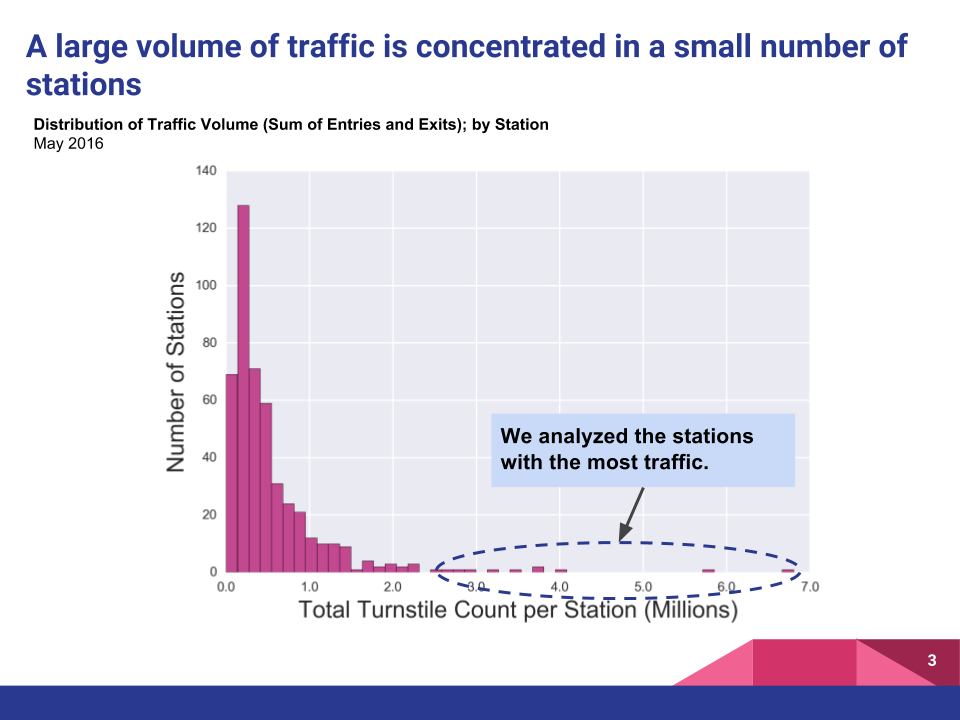 A large volume of traffic is concentrated in a small number of
stations
Distribution of Traffic Volume (Sum of Entries and Exits); by Station
May 2016
140
120
100
80
60
40
20
0
Number of Stations
We analyzed the stations
with the most traffic.
0.0 1.0 2.0 3.0 4.0 5.0 6.0 7.0
Total Turnstile Count per Station (Millions)
3